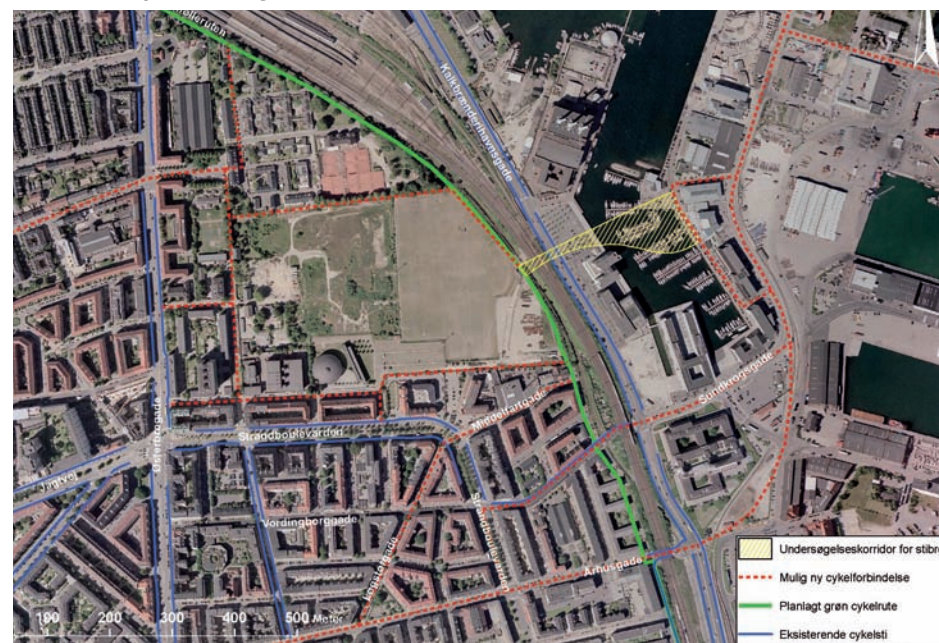 Kalkbrænderihavnsgade
Sundkrogsgade
Middelfartgade
Strandboulevarden
Østerbrogade
Jagtvej
Vordingborggade
Strandboulevarden
Århusgade
100 200 300 400 500 Meter
Undersøgelseskorridor for stibro
Mulig ny cykelforbindelse
Planlagt grøn cykelrute
Eksisterende cykelsti